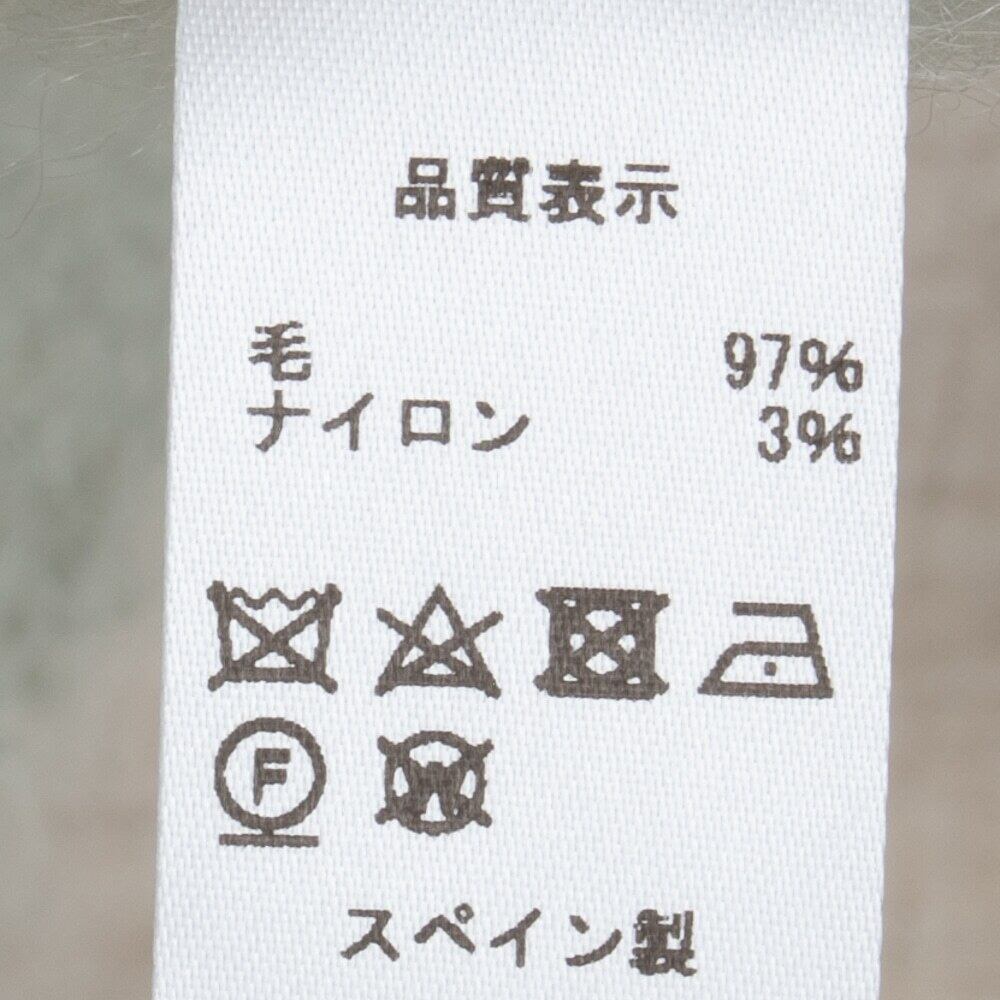 品質表示
毛 97%
ナイロン 3%
F W
スペイン製